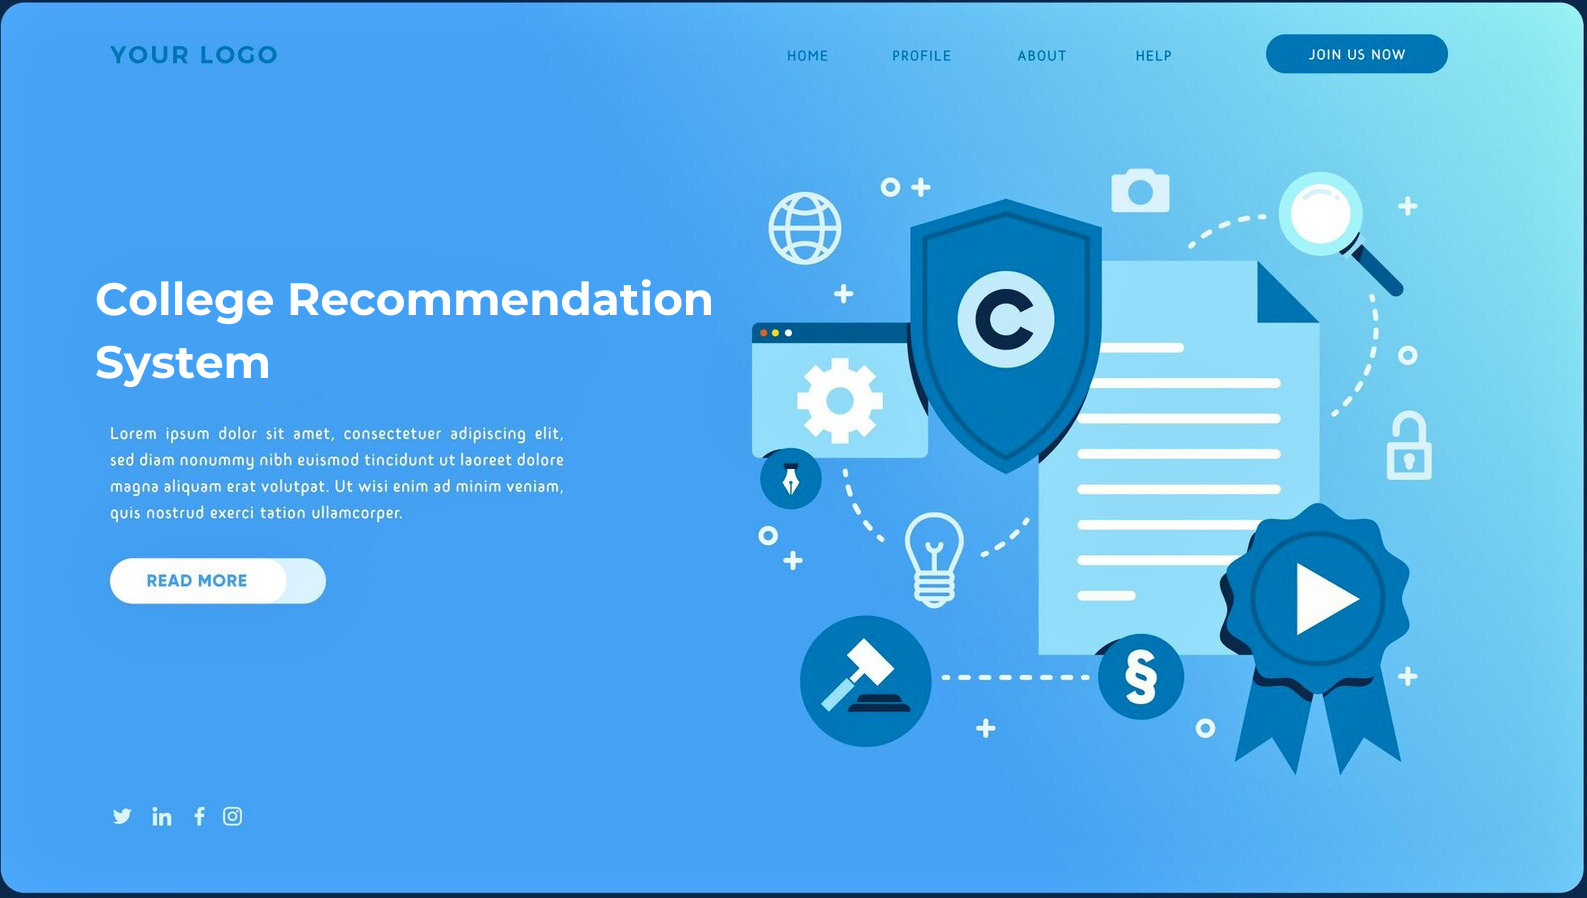 YOUR LOGO
HOME PROFILE ABOUT HELP JOIN US NOW
College Recommendation
System
Lorem ipsum dolor sit amet, consectetuer adipiscing elit,
sed diam nonummy nibh euismod tincidunt ut laoreet dolore
magna aliquam erat volutpat. Ut wisi enim ad minim veniam,
quis nostrud exerci tation ullamcorper.
READ MORE
C
§